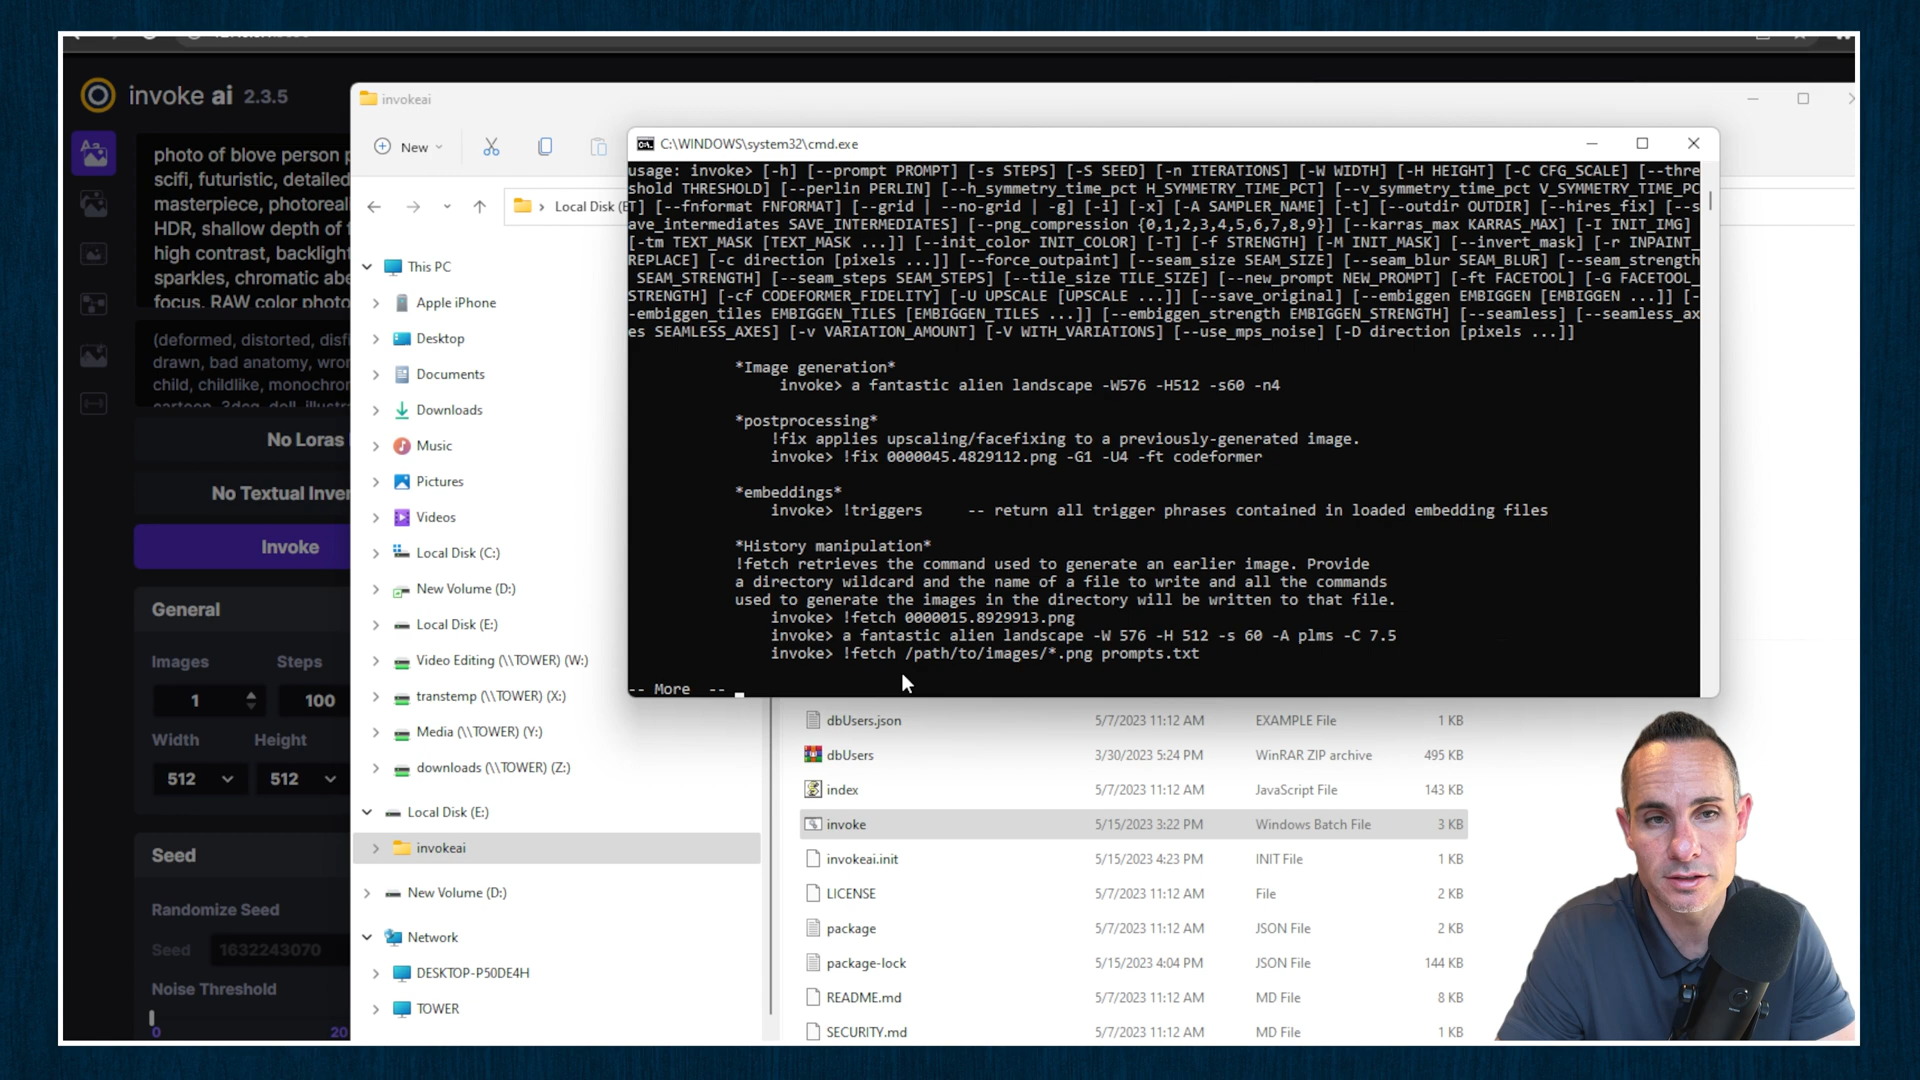 invoke ai 2.3.5
photo of blove person p
scifi, futuristic, detailed
masterpiece, photoreal
HDR, shallow depth of f
high contrast, backlight
sparkles, chromatic abe
focus, RAW color photo
(deformed, distorted, disfi
drawn, bad anatomy, wron
child, childlike, monochron
No Loras
No Textual Inver
Invoke
General
Images Steps
1 100
Width Height
512 512
Seed
Randomize Seed
Seed 1632243070
Noise Threshold
0 20
invokeai
New
Local Disk (E
This PC
Apple iPhone
Desktop
Documents
Downloads
Music
Pictures
Videos
Local Disk (C:)
New Volume (D:)
Local Disk (E:)
Video Editing (\\TOWER) (W:)
transtemp (\\TOWER) (X:)
Media (\\TOWER) (Y:)
downloads (\\TOWER) (Z:)
Local Disk (E:)
invokeai
New Volume (D:)
Network
DESKTOP-P50DE4H
TOWER
C:\WINDOWS\system32\cmd.exe
usage: invoke> [-h] [--prompt PROMPT] [-s STEPS] [-S SEED] [-n ITERATIONS] [-W WIDTH] [-H HEIGHT] [-C CFG_SCALE] [--thre
shold THRESHOLD] [--perlin PERLIN] [--h_symmetry_time_pct H_SYMMETRY_TIME_PCT] [--v_symmetry_time_pct V_SYMMETRY_TIME_PC
T] [--fnformat FNFORMAT] [--grid | --no-grid | -g] [-i] [-x] [-A SAMPLER_NAME] [-t] [--outdir OUTDIR] [--hires_fix] [--s
ave_intermediates SAVE_INTERMEDIATES] [--png_compression {0,1,2,3,4,5,6,7,8,9}] [--karras_max KARRAS_MAX] [-I INIT_IMG]
[-tm TEXT_MASK [TEXT_MASK ...]] [--init_color INIT_COLOR] [-T] [-f STRENGTH] [-M INIT_MASK] [--invert_mask] [-r INPAINT_
REPLACE] [-c direction [pixels ...]] [--force_outpaint] [--seam_size SEAM_SIZE] [--seam_blur SEAM_BLUR] [--seam_strength
SEAM_STRENGTH] [--seam_steps SEAM_STEPS] [--tile_size TILE_SIZE] [--new_prompt NEW_PROMPT] [-ft FACETOOL] [-G FACETOOL_
STRENGTH] [-cf CODEFORMER_FIDELITY] [-U UPSCALE [UPSCALE ...]] [--save_original] [--embiggen EMBIGGEN [EMBIGGEN ...]] [-
-embiggen_tiles EMBIGGEN_TILES [EMBIGGEN_TILES ...]] [--embiggen_strength EMBIGGEN_STRENGTH] [--seamless] [--seamless_ax
es SEAMLESS_AXES] [-v VARIATION_AMOUNT] [-V WITH_VARIATIONS] [--use_mps_noise] [-D direction [pixels ...]]
*Image generation*
invoke> a fantastic alien landscape -W576 -H512 -s60 -n4
*postprocessing*
!fix applies upscaling/facefixing to a previously-generated image.
invoke> !fix 0000045.4829112.png -G1 -U4 -ft codeformer
*embeddings*
invoke> !triggers -- return all trigger phrases contained in loaded embedding files
*History manipulation*
!fetch retrieves the command used to generate an earlier image. Provide
a directory wildcard and the name of a file to write and all the commands
used to generate the images in the directory will be written to that file.
invoke> !fetch 0000015.8929913.png
invoke> a fantastic alien landscape -W 576 -H 512 -s 60 -A plms -C 7.5
invoke> !fetch /path/to/images/*.png prompts.txt
-- More --
dbUsers.json 5/7/2023 11:12 AM EXAMPLE File 1 KB
dbUsers 3/30/2023 5:24 PM WinRAR ZIP archive 495 KB
index 5/7/2023 11:12 AM JavaScript File 143 KB
invoke 5/15/2023 3:22 PM Windows Batch File 3 KB
invokeai.init 5/15/2023 4:23 PM INIT File 1 KB
LICENSE 5/7/2023 11:12 AM File 2 KB
package 5/7/2023 11:12 AM JSON File 2 KB
package-lock 5/15/2023 4:04 PM JSON File 144 KB
README.md 5/7/2023 11:12 AM MD File 8 KB
SECURITY.md 5/7/2023 11:12 AM MD File 1 KB